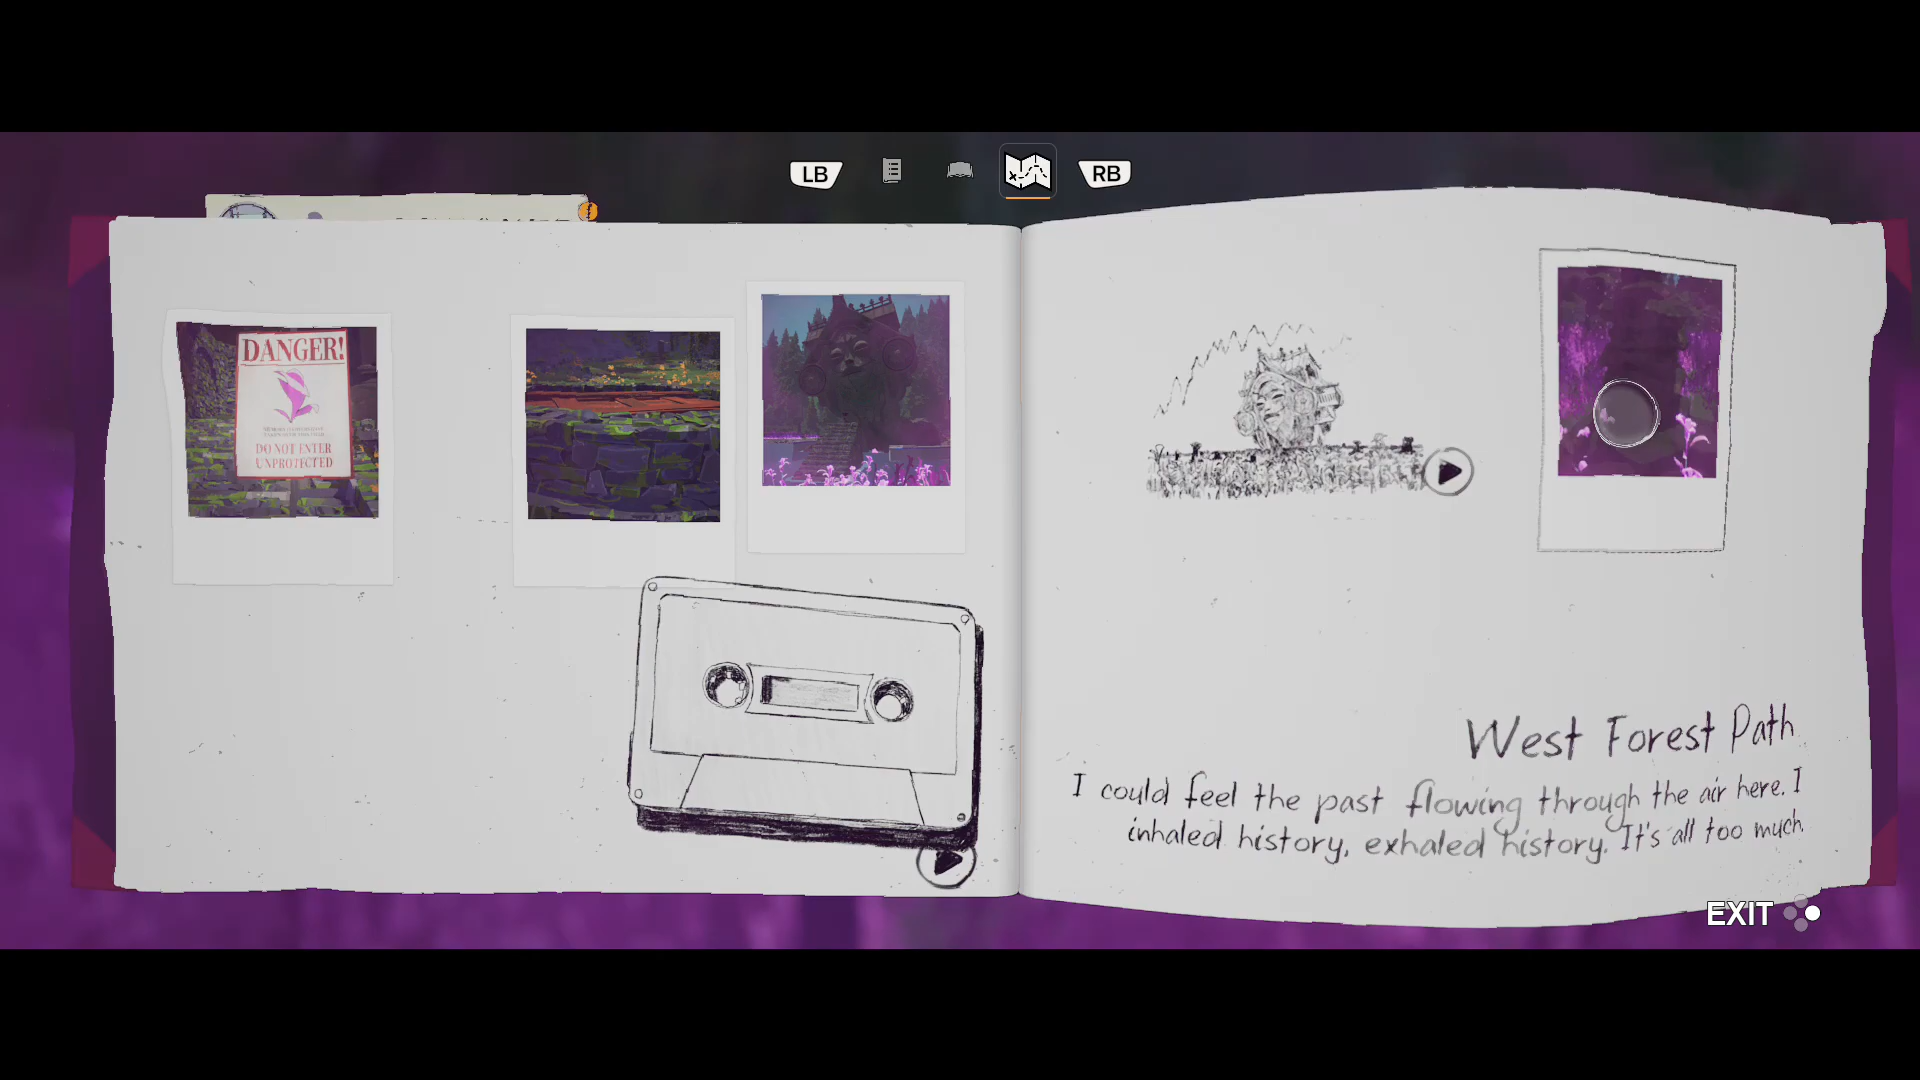 LB
RB
DANGER!
DO NOT ENTER
UNPROTECTED
West Forest Path
I could feel the past flowing through the air here. I
inhaled history, exhaled history. It's all too much.
EXIT